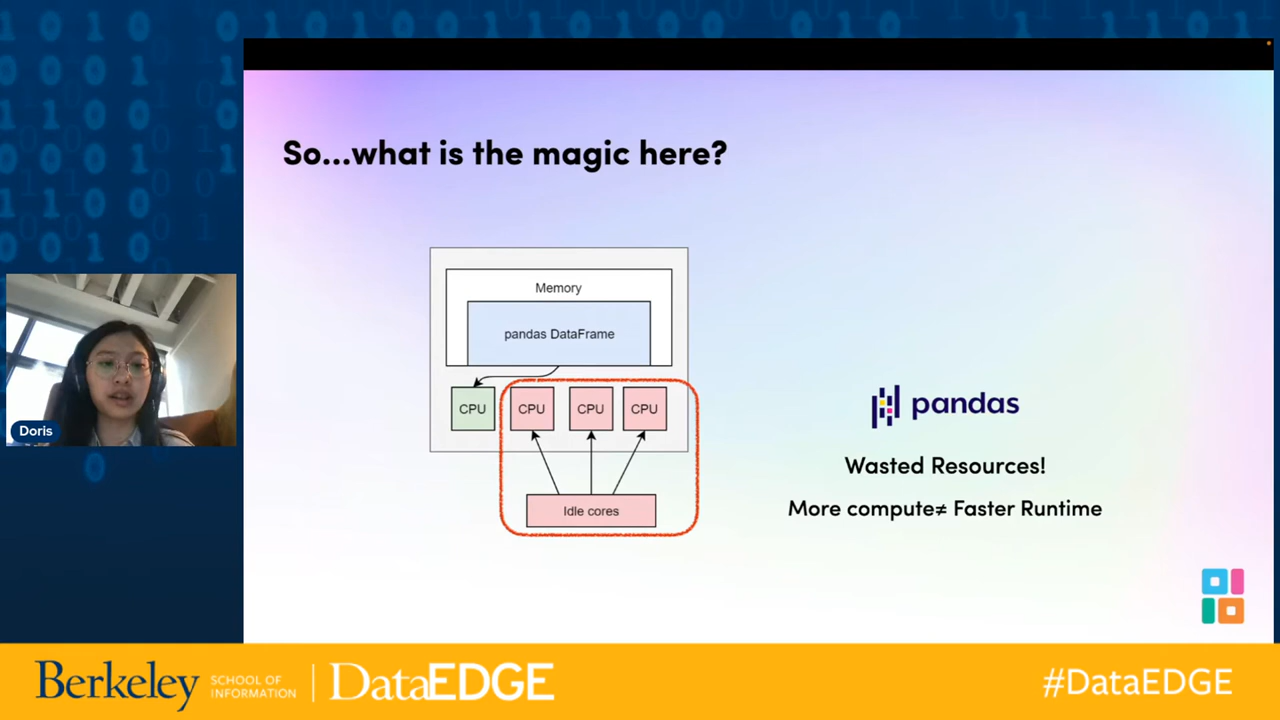 So...what is the magic here?
Memory
pandas DataFrame
CPU
CPU
CPU
CPU
Idle cores
pandas
Wasted Resources!
More compute≠ Faster Runtime
Doris
Berkeley
SCHOOL OF
INFORMATION
DataEDGE
#DataEDGE